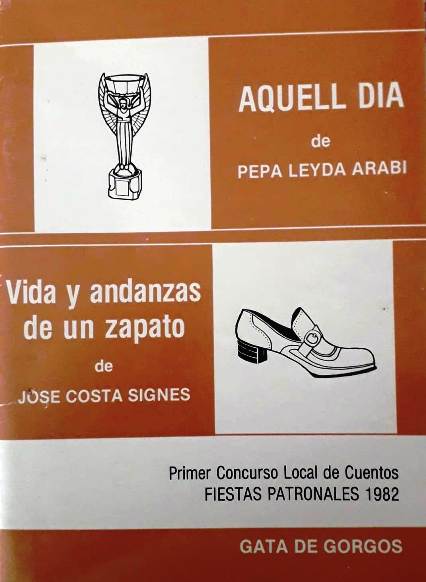 AQUELL DIA
de
PEPA LEYDA ARABI
Vida y andanzas
de un zapato
de
JOSE COSTA SIGNES
Primer Concurso Local de Cuentos
FIESTAS PATRONALES 1982
GATA DE GORGOS